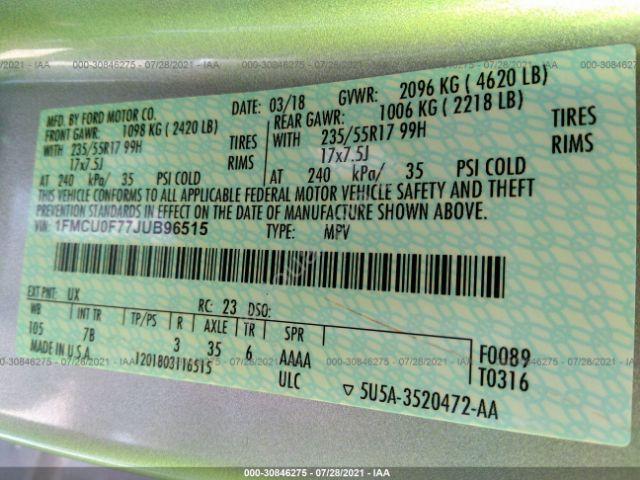 000-30846275 - 07/28/2021 - IAA
MFD. BY FORD MOTOR CO. DATE: 03/18 GVWR: 2096 KG ( 4620 LB)
FRONT GAWR: 1098 KG ( 2420 LB) REAR GAWR: 1006 KG ( 2218 LB)
WITH 235/55R17 99H TIRES WITH 235/55R17 99H TIRES
17x7.5J RIMS 17x7.5J RIMS
AT 240 kPa/ 35 PSI COLD AT 240 kPa/ 35 PSI COLD
THIS VEHICLE CONFORMS TO ALL APPLICABLE FEDERAL MOTOR VEHICLE SAFETY AND THEFT
PREVENTION STANDARDS IN EFFECT ON THE DATE OF MANUFACTURE SHOWN ABOVE.
VIN: 1FMCU0F77JUB96515 TYPE: MPV
EXT PNT: UX RC: 23 DSO:
WB INT TR TP/PS R AXLE TR SPR
105 7B 3 35 6 AAAA
MADE IN U.S.A 1201803116515 ULC
F0089
T0316
5U5A-3520472-AA
000-30846275 - 07/28/2021 - IAA